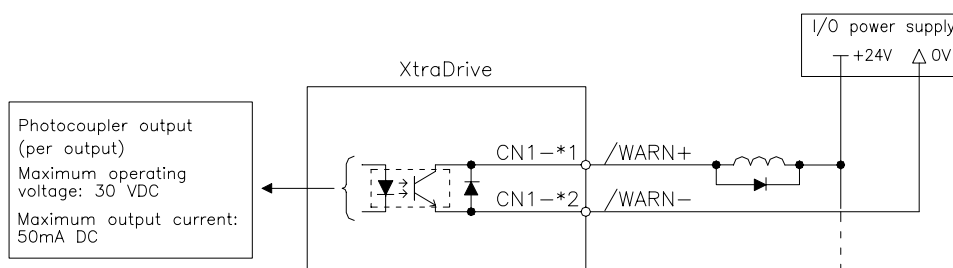 I/O power supply
+24V
0V
XtraDrive
Photocoupler output
(per output)
Maximum operating
voltage: 30 VDC
Maximum output current:
50mA DC
CN1-*1
/WARN+
CN1-*2
/WARN-